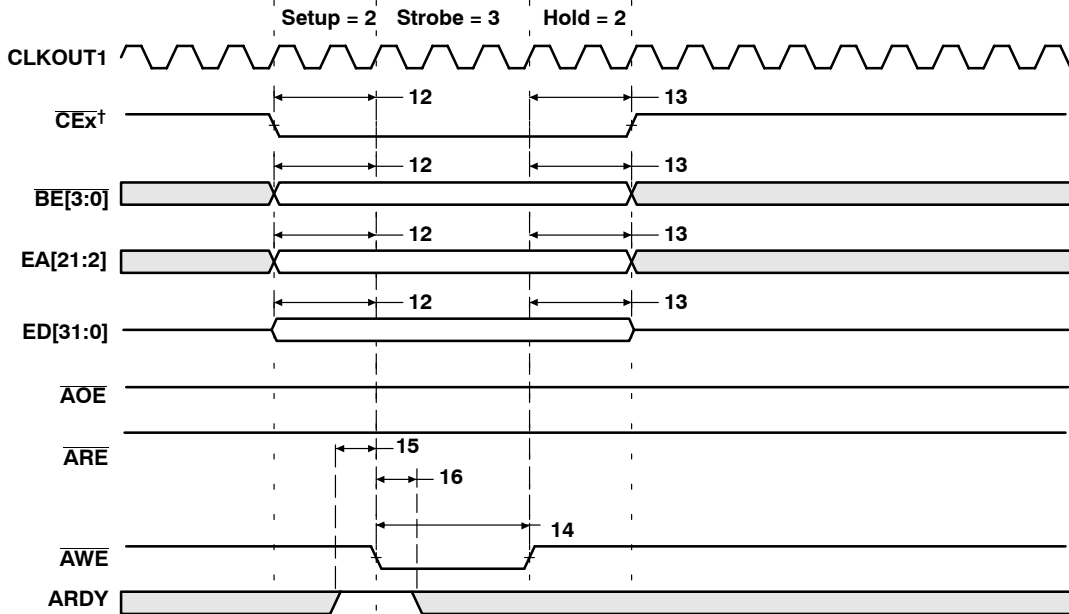 Setup = 2 Strobe = 3 Hold = 2
CLKOUT1
CEx† 12 13
BE[3:0] 12 13
EA[21:2] 12 13
ED[31:0] 12 13
AOE
ARE 15
16
AWE 14
ARDY